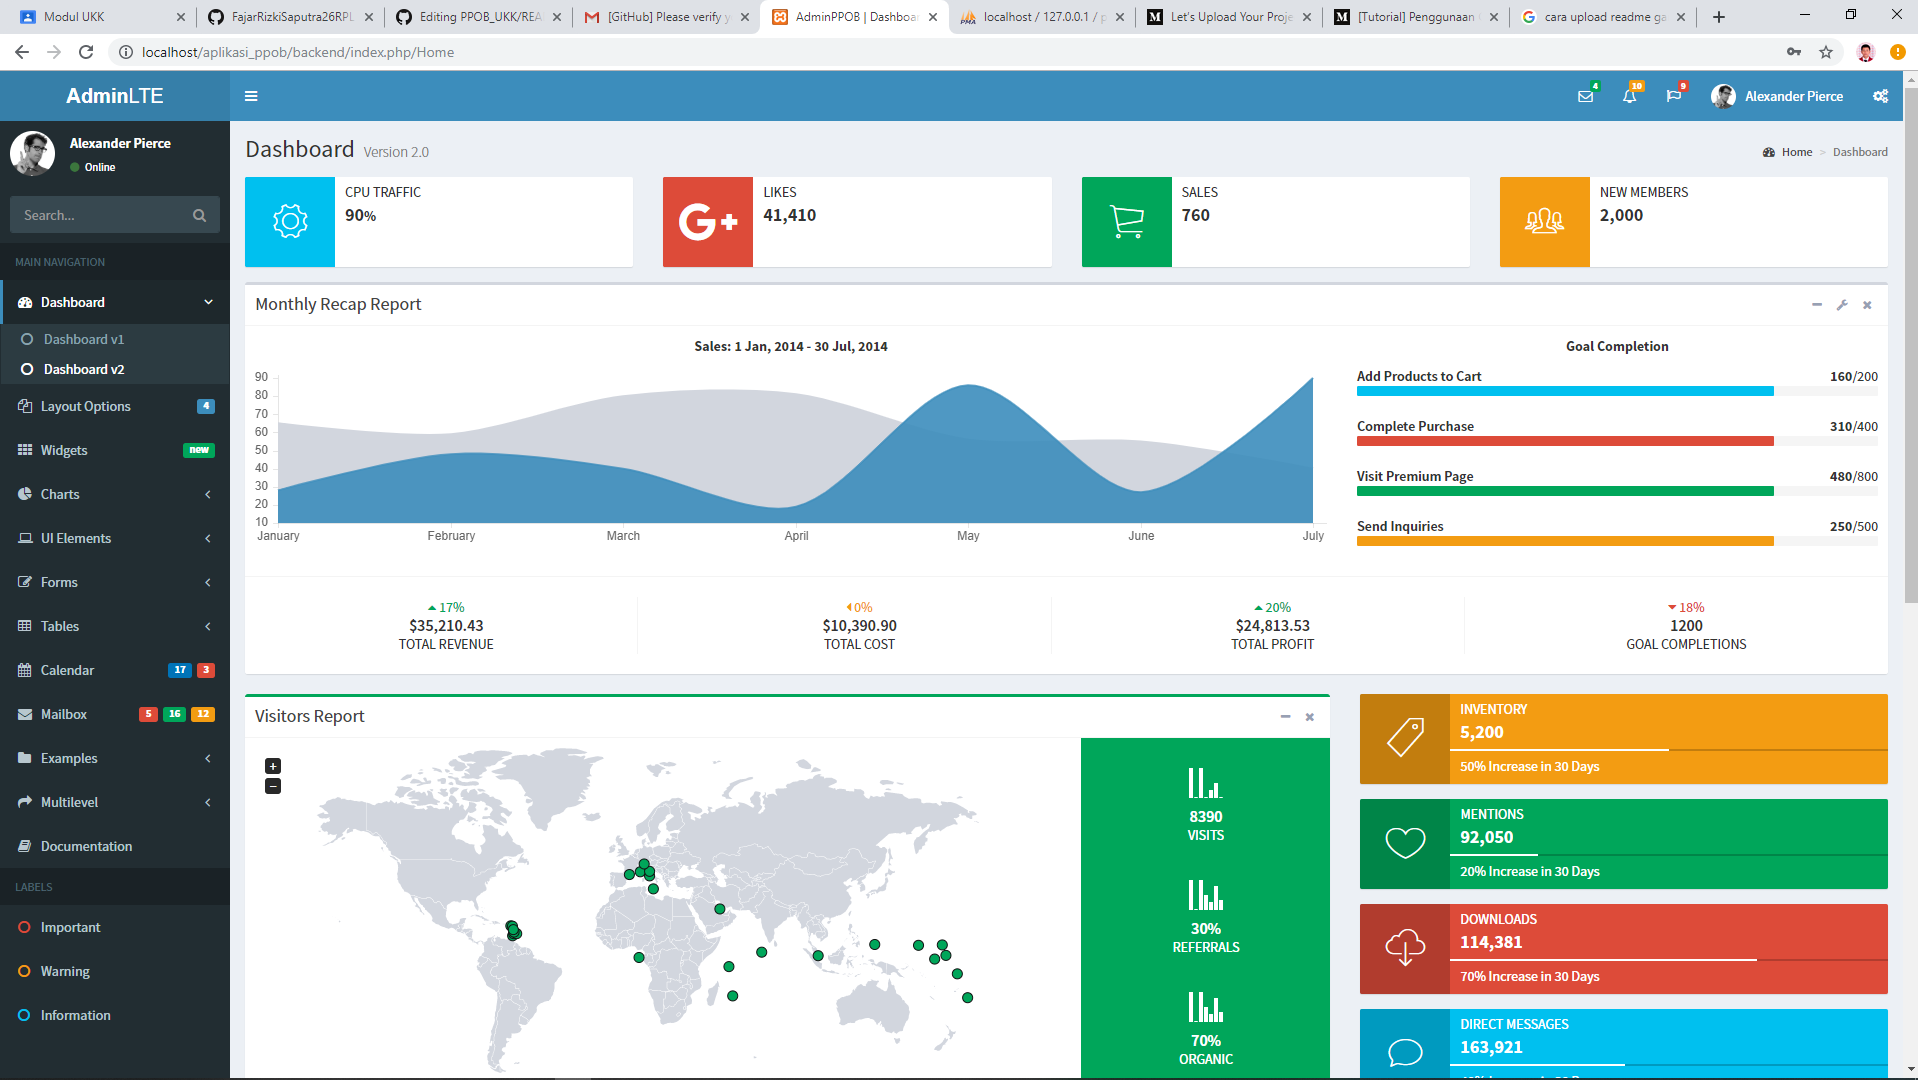 Modul UKK
FajarRizkiSaputra26RPL
Editing PPOB_UKK/REA
[GitHub] Please verify y
AdminPPOB | Dashboar
localhost / 127.0.0.1 / p
Let's Upload Your Proje
[Tutorial] Penggunaan
cara upload readme ga
localhost/aplikasi_ppob/backend/index.php/Home
AdminLTE
4
10
9
Alexander Pierce
Alexander Pierce
Online
Search...
MAIN NAVIGATION
Dashboard
Dashboard v1
Dashboard v2
Layout Options 4
Widgets new
Charts
UI Elements
Forms
Tables
Calendar 17 3
Mailbox 5 16 12
Examples
Multilevel
Documentation
LABELS
Important
Warning
Information
Dashboard Version 2.0
Home > Dashboard
CPU TRAFFIC
90%
G+
LIKES
41,410
SALES
760
NEW MEMBERS
2,000
Monthly Recap Report
Sales: 1 Jan, 2014 - 30 Jul, 2014
90
80
70
60
50
40
30
20
10
January February March April May June July
Goal Completion
Add Products to Cart 160/200
Complete Purchase 310/400
Visit Premium Page 480/800
Send Inquiries 250/500
17%
$35,210.43
TOTAL REVENUE
0%
$10,390.90
TOTAL COST
20%
$24,813.53
TOTAL PROFIT
18%
1200
GOAL COMPLETIONS
Visitors Report
+
−
8390
VISITS
30%
REFERRALS
70%
ORGANIC
INVENTORY
5,200
50% Increase in 30 Days
MENTIONS
92,050
20% Increase in 30 Days
DOWNLOADS
114,381
70% Increase in 30 Days
DIRECT MESSAGES
163,921